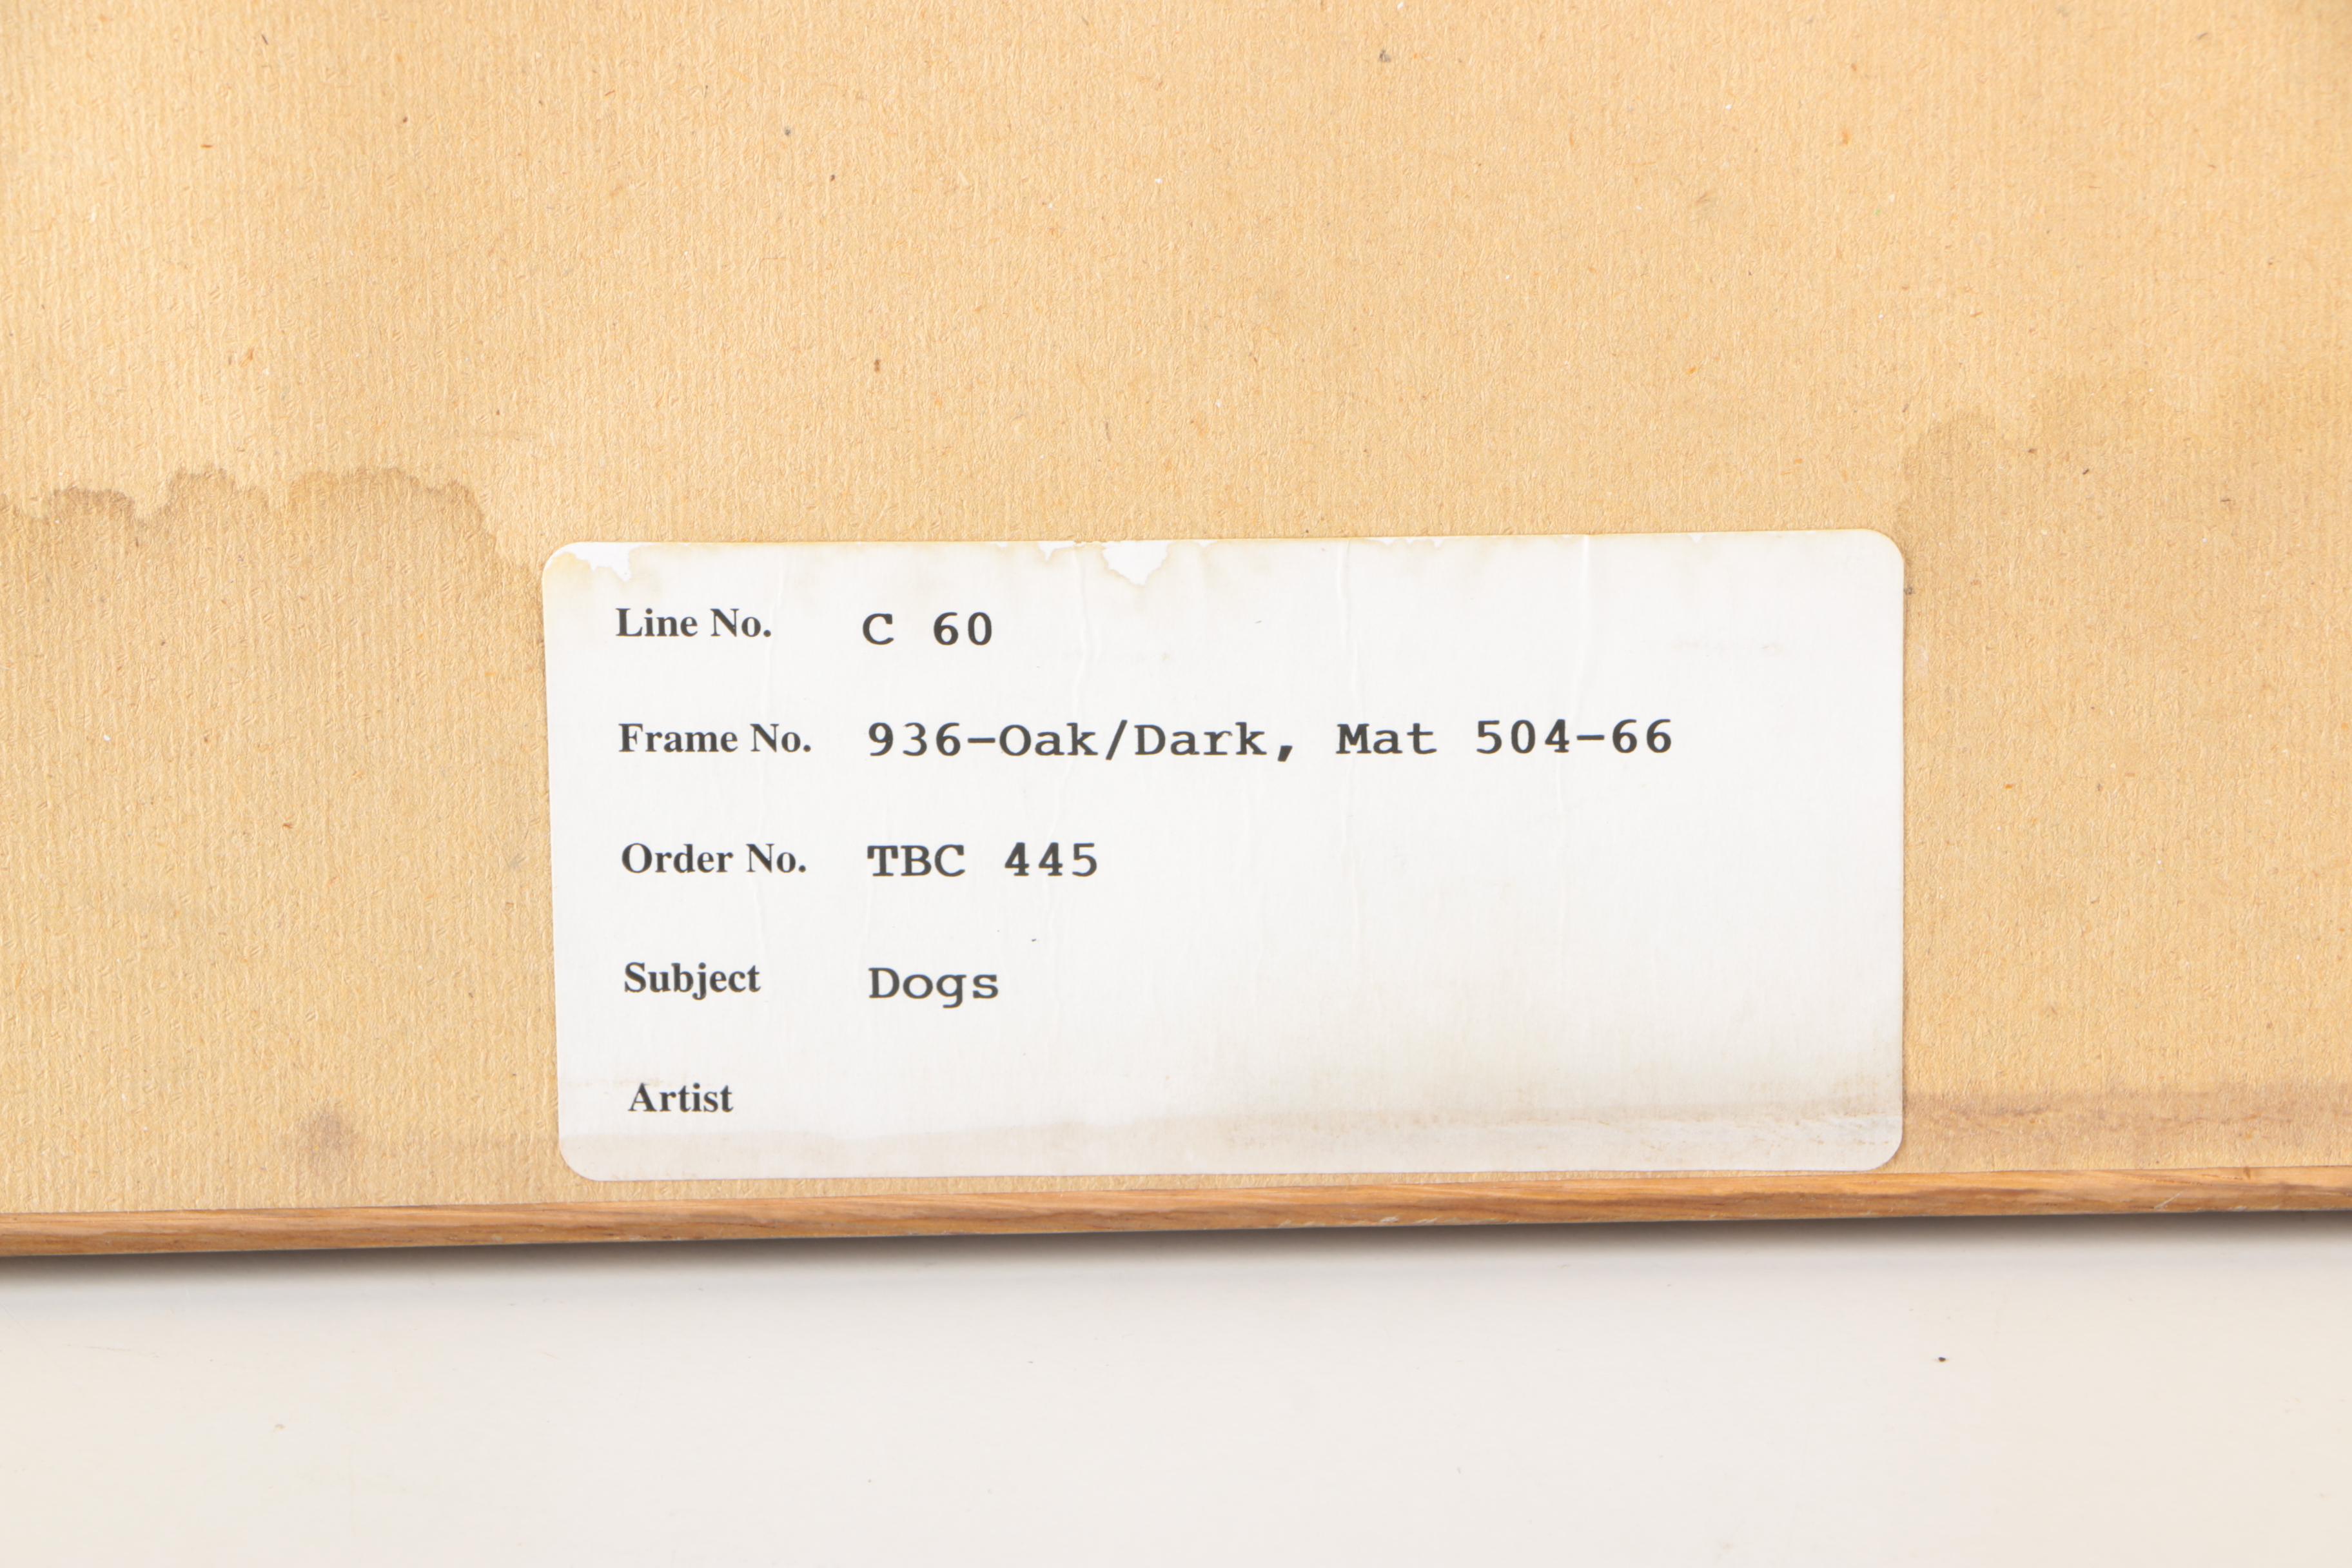 Line No. C 60
Frame No. 936-Oak/Dark, Mat 504-66
Order No. TBC 445
Subject Dogs
Artist